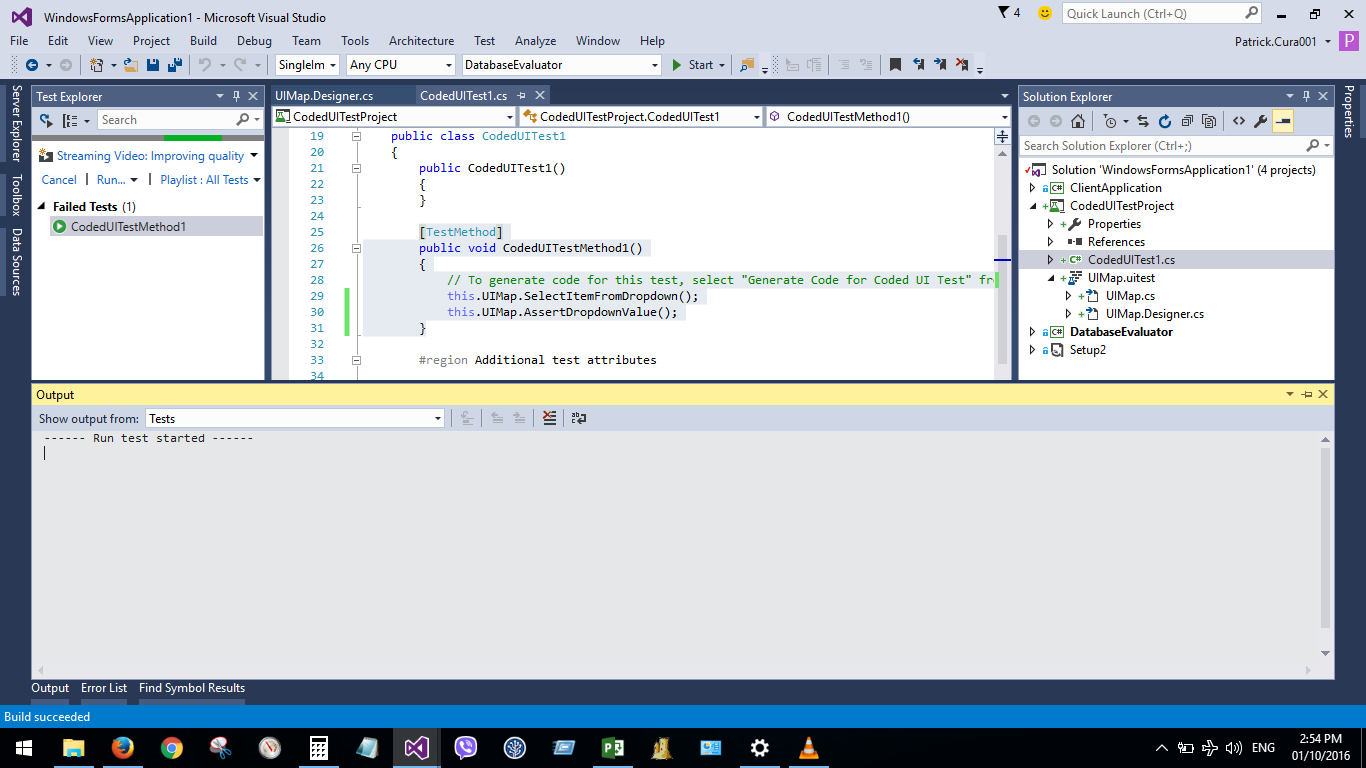 WindowsFormsApplication1 - Microsoft Visual Studio
4
Quick Launch (Ctrl+Q)
File Edit View Project Build Debug Team Tools Architecture Test Analyze Window Help
Patrick.Cura001 P
SingleIm Any CPU DatabaseEvaluator Start
Server Explorer
Toolbox
Data Sources
Test Explorer
Search
Streaming Video: Improving quality
Cancel | Run... | Playlist : All Tests
Failed Tests (1)
CodedUITestMethod1
UIMap.Designer.cs CodedUITest1.cs
CodedUITestProject CodedUITestProject.CodedUITest1 CodedUITestMethod1()
19 public class CodedUITest1
20 {
21 public CodedUITest1()
22 {
23 }
24
25 [TestMethod]
26 public void CodedUITestMethod1()
27 {
28 // To generate code for this test, select "Generate Code for Coded UI Test" fr
29 this.UIMap.SelectItemFromDropdown();
30 this.UIMap.AssertDropdownValue();
31 }
32
33 #region Additional test attributes
34
Solution Explorer
Search Solution Explorer (Ctrl+;)
Solution 'WindowsFormsApplication1' (4 projects)
ClientApplication
CodedUITestProject
Properties
References
CodedUITest1.cs
UIMap.uitest
UIMap.cs
UIMap.Designer.cs
DatabaseEvaluator
Setup2
Properties
Output
Show output from: Tests
------ Run test started ------
Output Error List Find Symbol Results
Build succeeded
ENG
2:54 PM
01/10/2016